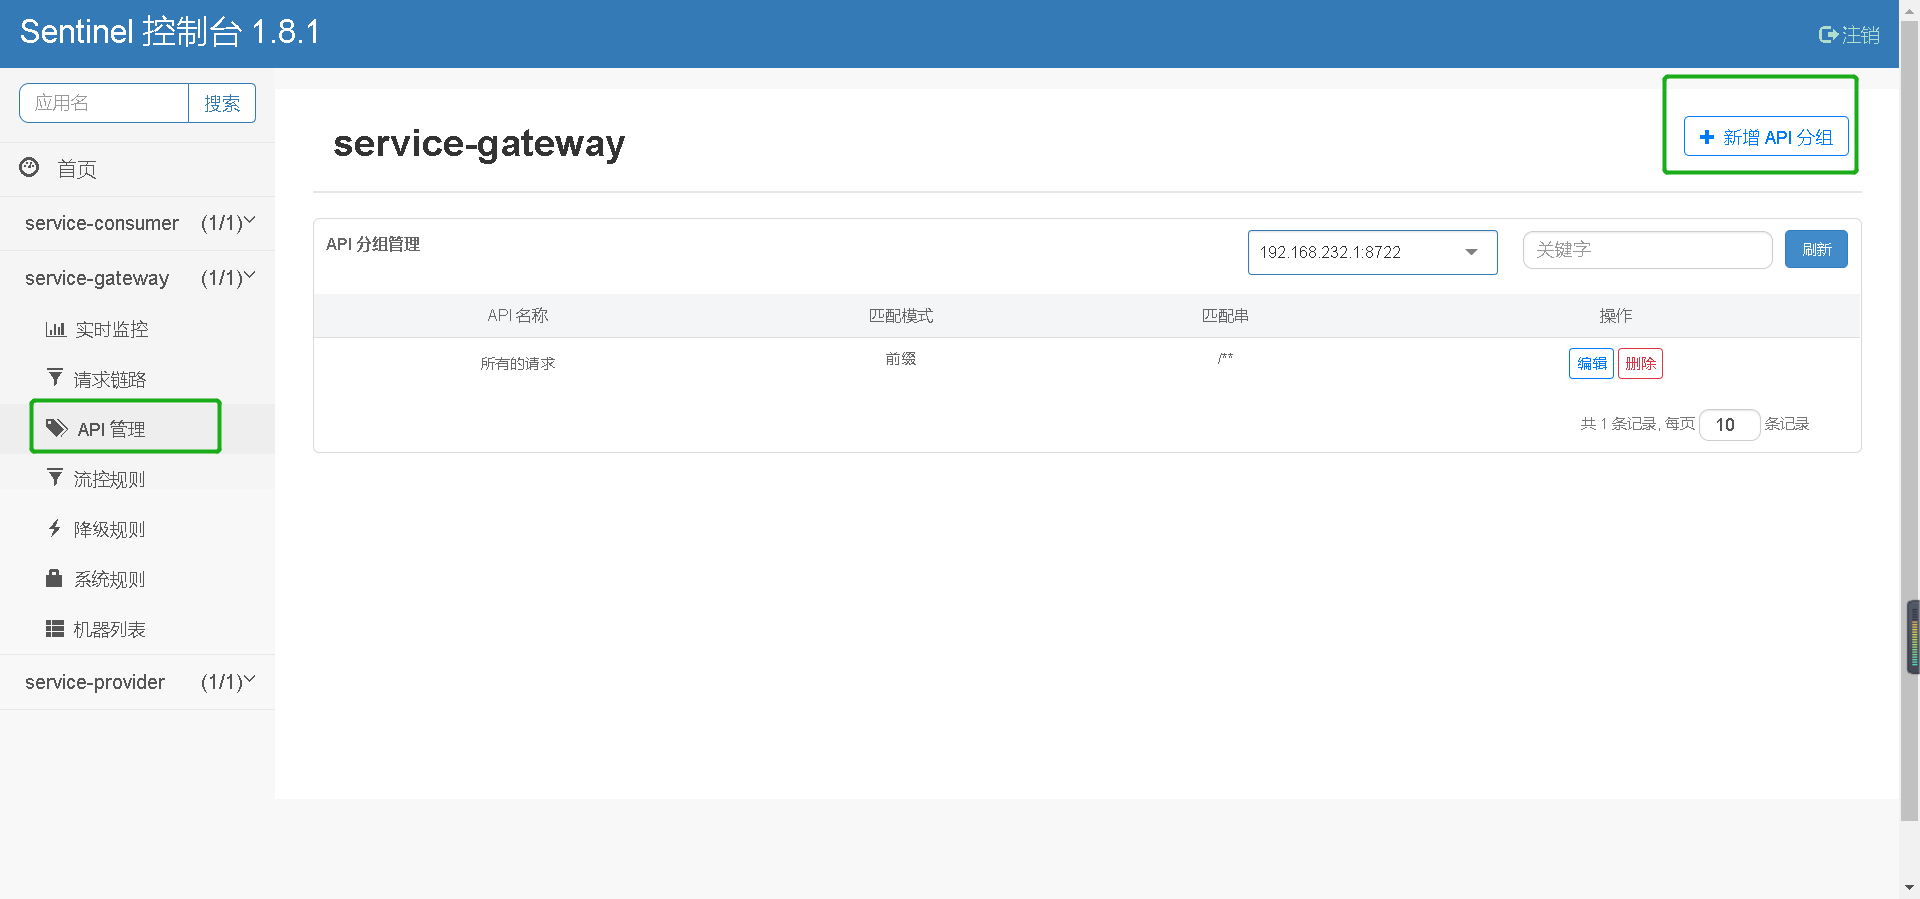 Sentinel 控制台 1.8.1
注销
应用名
搜索
首页
service-consumer (1/1)
service-gateway (1/1)
实时监控
请求链路
API 管理
流控规则
降级规则
系统规则
机器列表
service-provider (1/1)
service-gateway
新增 API 分组
API 分组管理
192.168.232.1:8722
关键字
刷新
API 名称 匹配模式 匹配串 操作
所有的请求 前缀 /** 编辑 删除
共 1 条记录, 每页 10 条记录